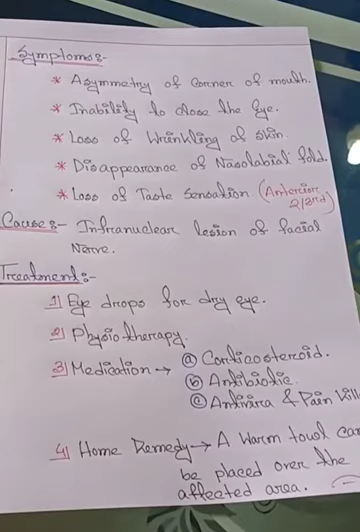 Symptoms:-
* Asymmetry of Corner of mouth.
* Inability to close the Eye.
* Loss of Wrinkling of skin.
* Disappearance of Nasolabial fold.
* Loss of Taste Sensation. (Anterior
2/3rd)
Cause:- Infranuclear lesion of facial
Nerve.
Treatment:-
1) Eye drops for dry eye.
2) Physiotherapy.
3) Medication → ⓐ Corticosteroid.
ⓑ Antibiotic.
ⓒ Antivira & Pain Kill
4) Home Remedy → A Warm towl can
be placed over the
affected area.